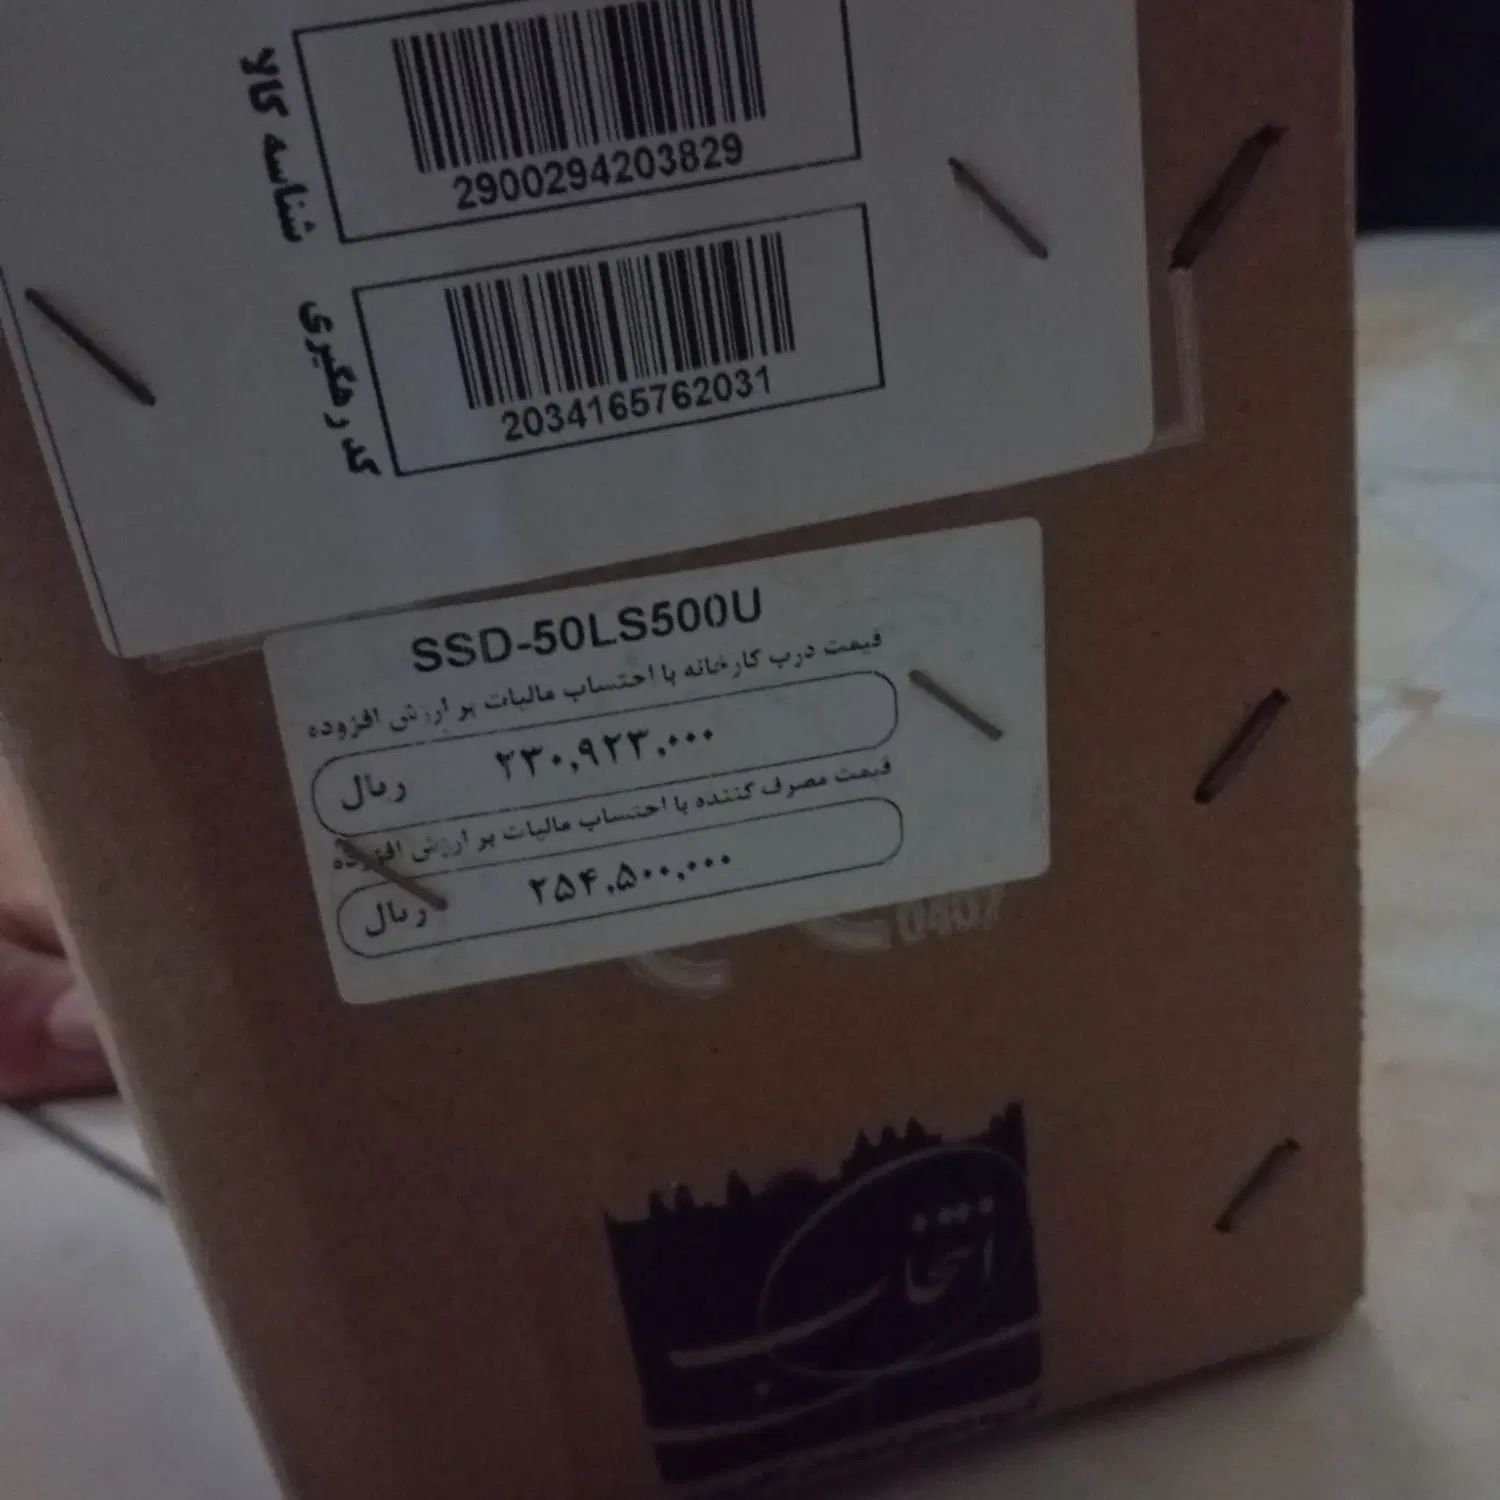 شناسه کالا
2900294203829
کد رهگیری
2034165762031
SSD-50LS500U
قیمت درب کارخانه با احتساب مالیات بر ارزش افزوده
۲۳۰,۹۲۳,۰۰۰ ریال
قیمت مصرف کننده با احتساب مالیات بر ارزش افزوده
۲۵۴,۵۰۰,۰۰۰ ریال
انتخاب